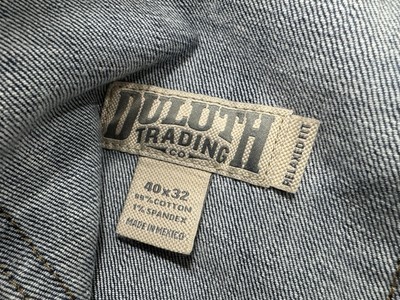 DULUTH
TRADING
CO
RELAXED FIT
40x32
99% COTTON
1% SPANDEX
MADE IN MEXICO